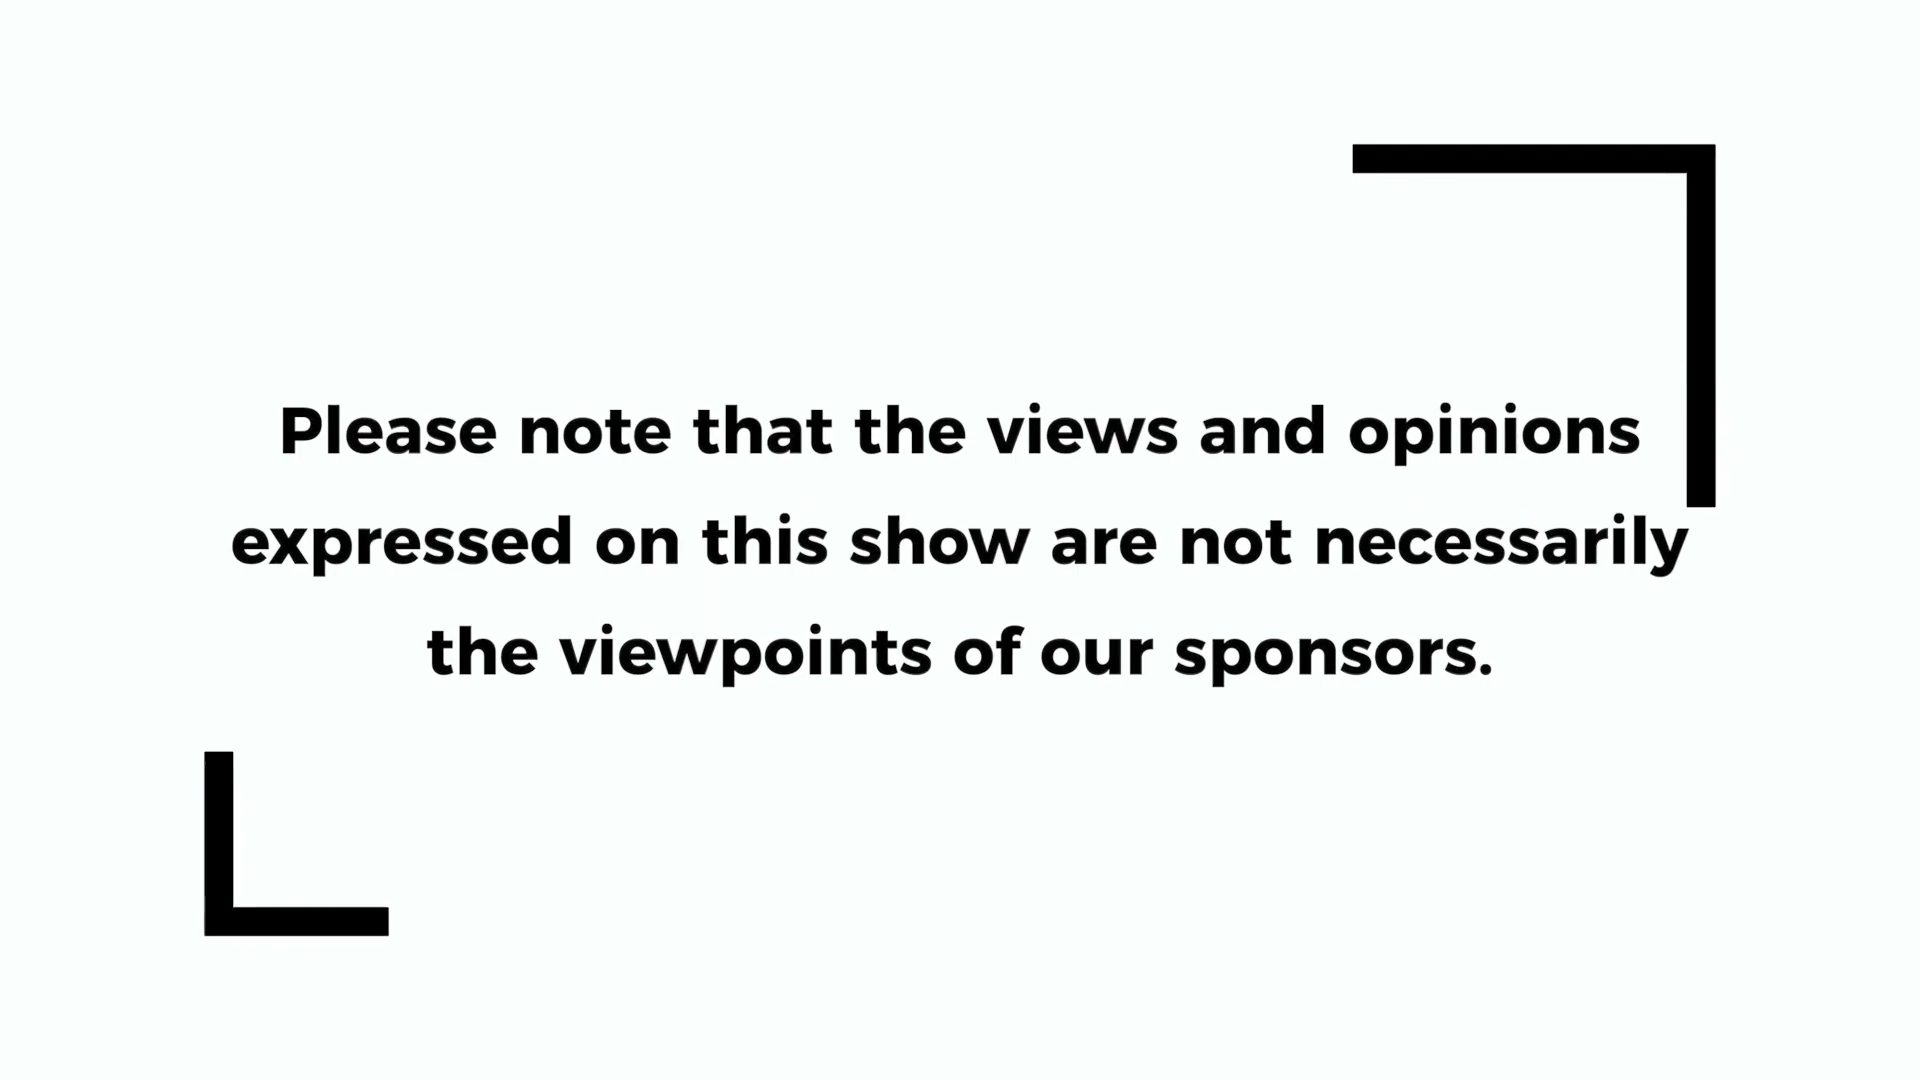 Please note that the views and opinions
expressed on this show are not necessarily
the viewpoints of our sponsors.